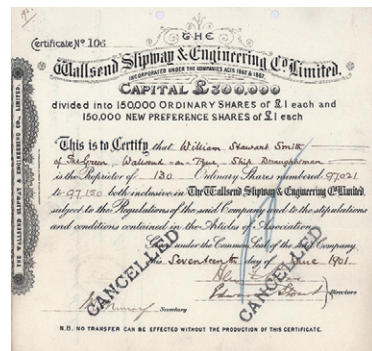 THE
Certificate Nº 106
Wallsend Slipway & Engineering Co Limited.
INCORPORATED UNDER THE COMPANIES ACTS 1862 & 1867.
CAPITAL £300,000
divided into 150,000 ORDINARY SHARES of £1 each and
150,000 NEW PREFERENCE SHARES of £1 each
This is to Certify that William Steward Smith
of The Green, Wallsend-on-Tyne, Ship Draughtsman
is the Proprietor of 130 Ordinary Shares numbered 97021
to 97,150 both inclusive in The Wallsend Slipway & Engineering Co Limited.
subject to the Regulations of the said Company and to the stipulations
and conditions contained in the Articles of Association
Given under the Common Seal of the said Company
this Seventeenth day of June 1901
CANCELLED
CANCELLED
Directors
Secretary
N.B. NO TRANSFER CAN BE EFFECTED WITHOUT THE PRODUCTION OF THIS CERTIFICATE.
THE WALLSEND SLIPWAY & ENGINEERING CO., LIMITED.